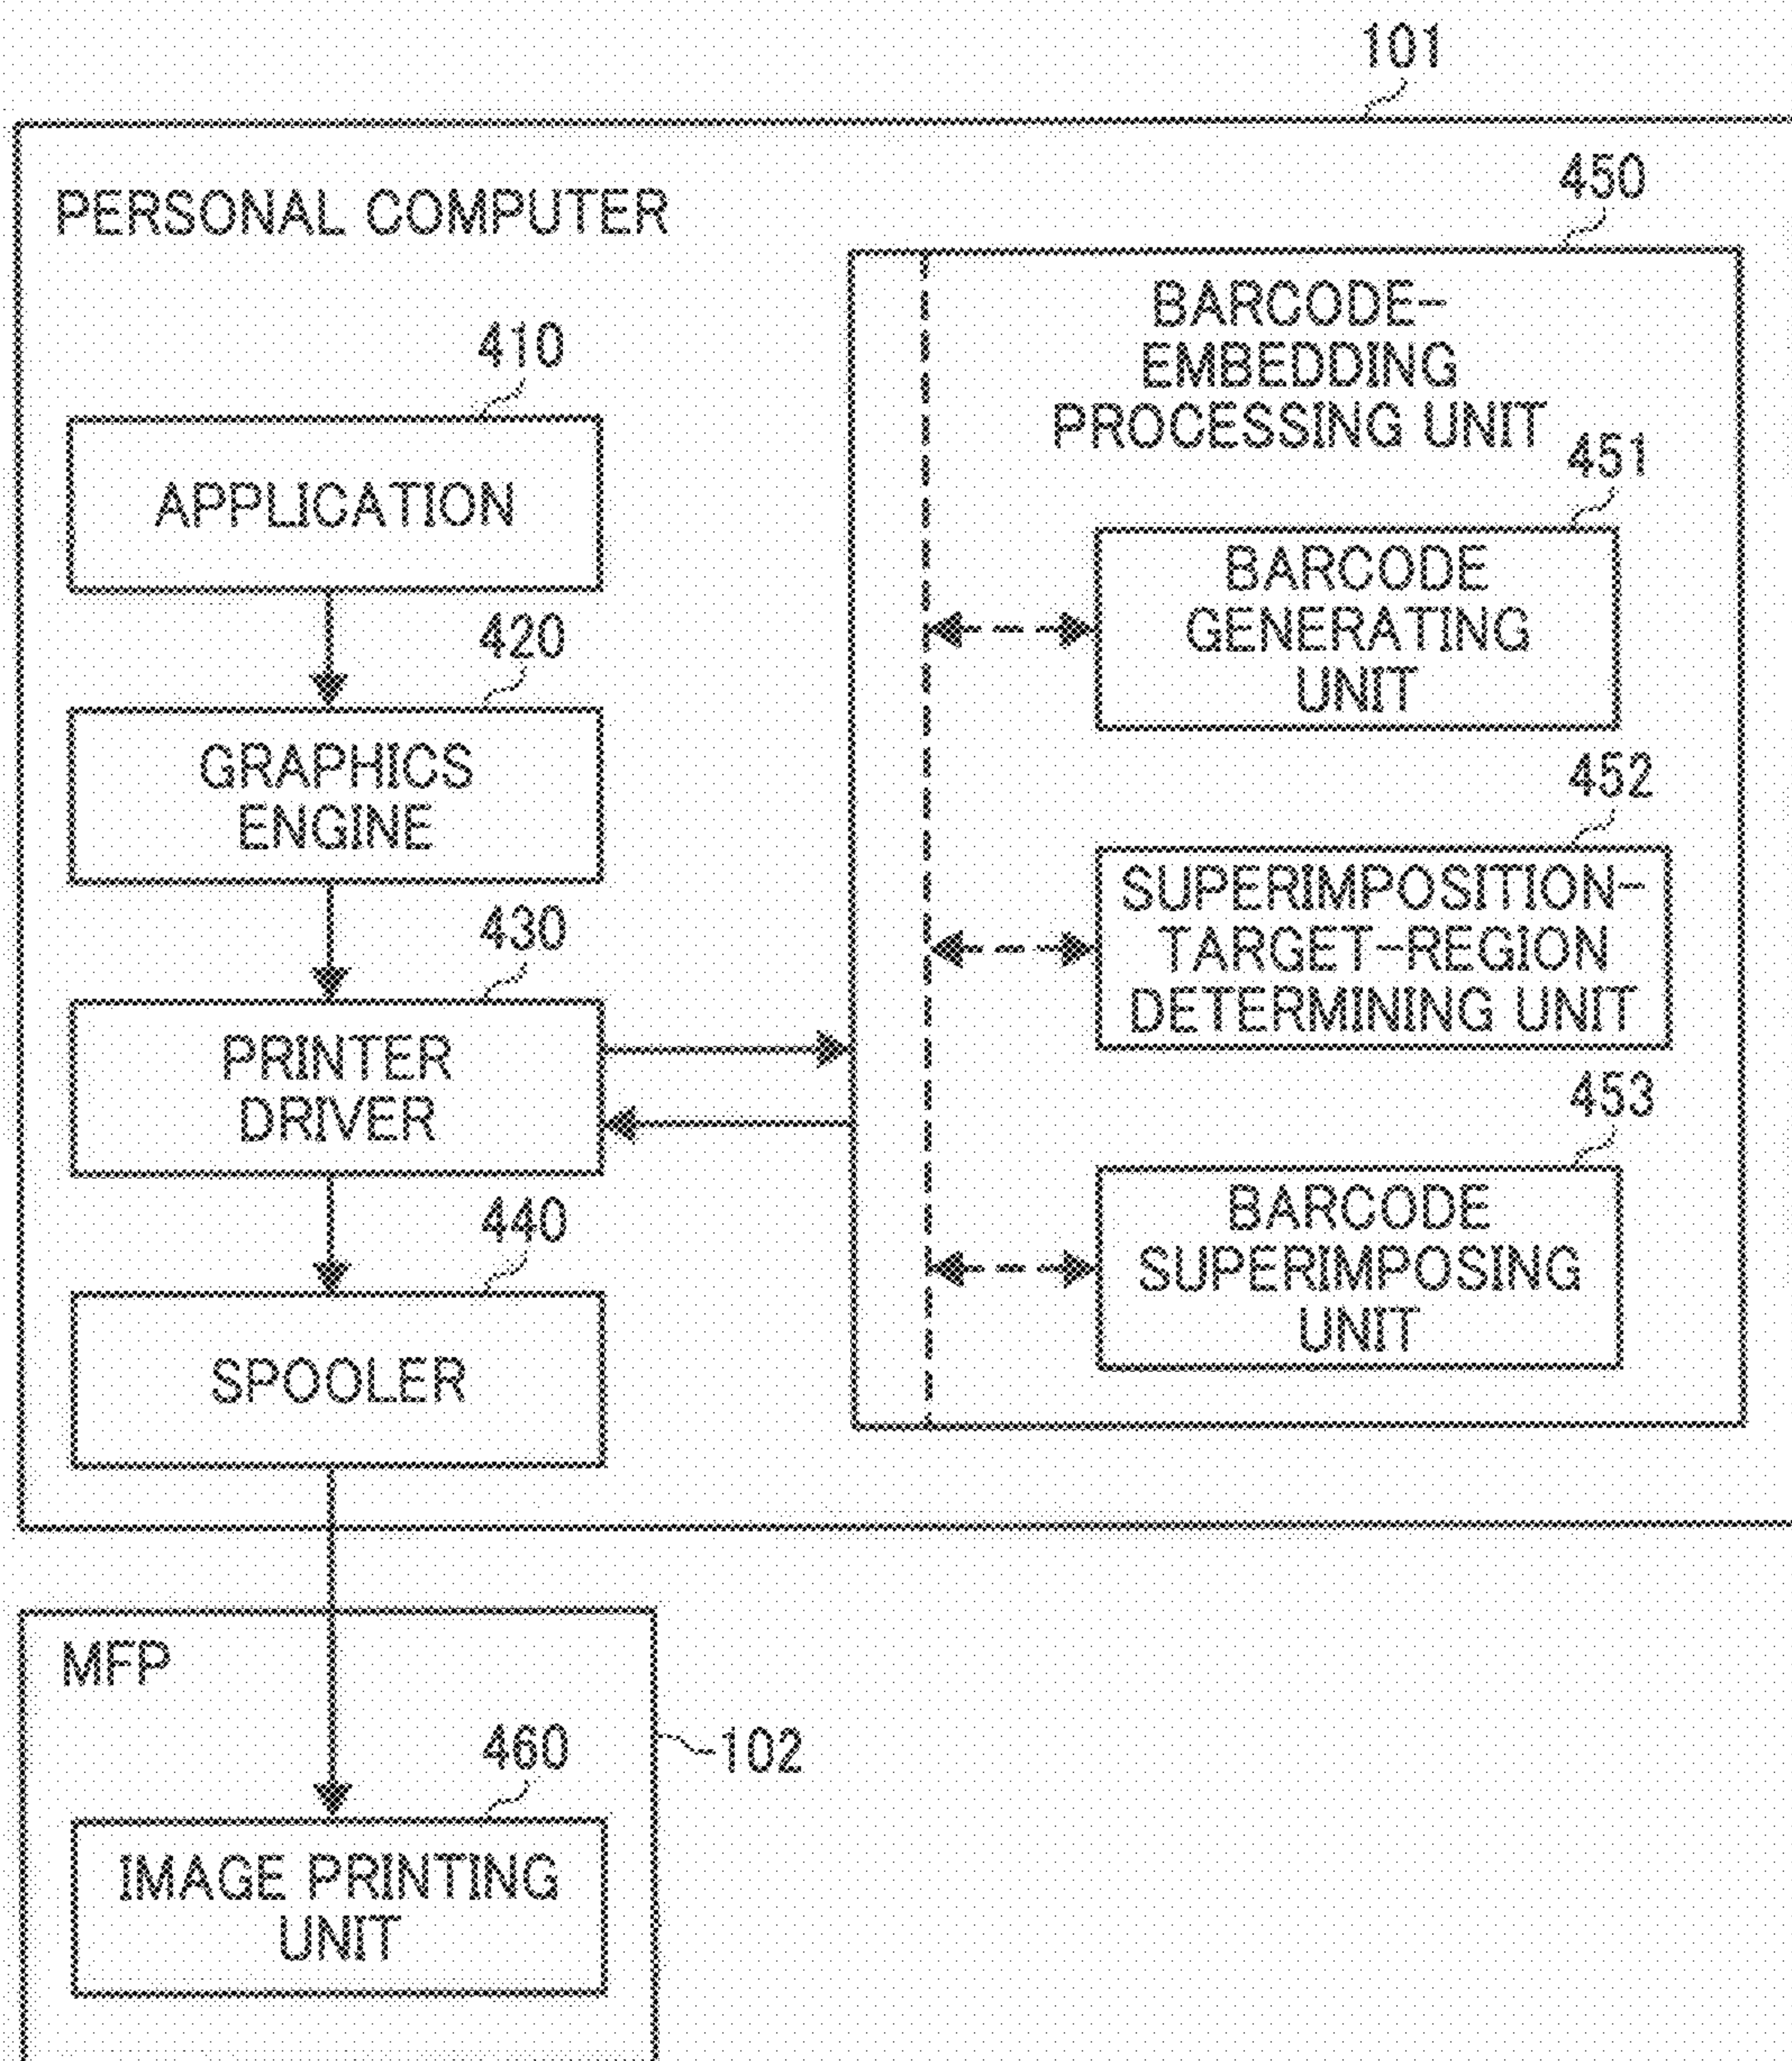 101
PERSONAL COMPUTER
450
BARCODE-
EMBEDDING
PROCESSING UNIT
410
APPLICATION
451
BARCODE
GENERATING
UNIT
420
GRAPHICS
ENGINE
452
SUPERIMPOSITION-
TARGET-REGION
DETERMINING UNIT
430
PRINTER
DRIVER
453
BARCODE
SUPERIMPOSING
UNIT
440
SPOOLER
MFP
102
460
IMAGE PRINTING
UNIT